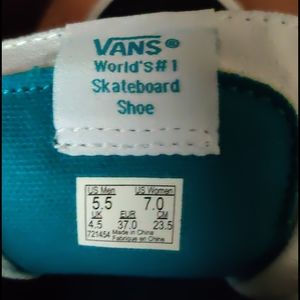 VANS®
World's #1
Skateboard
Shoe
US Men US Women
5.5 7.0
UK EUR CM
4.5 37.0 23.5
721454 Made in China
Fabriqué en Chine